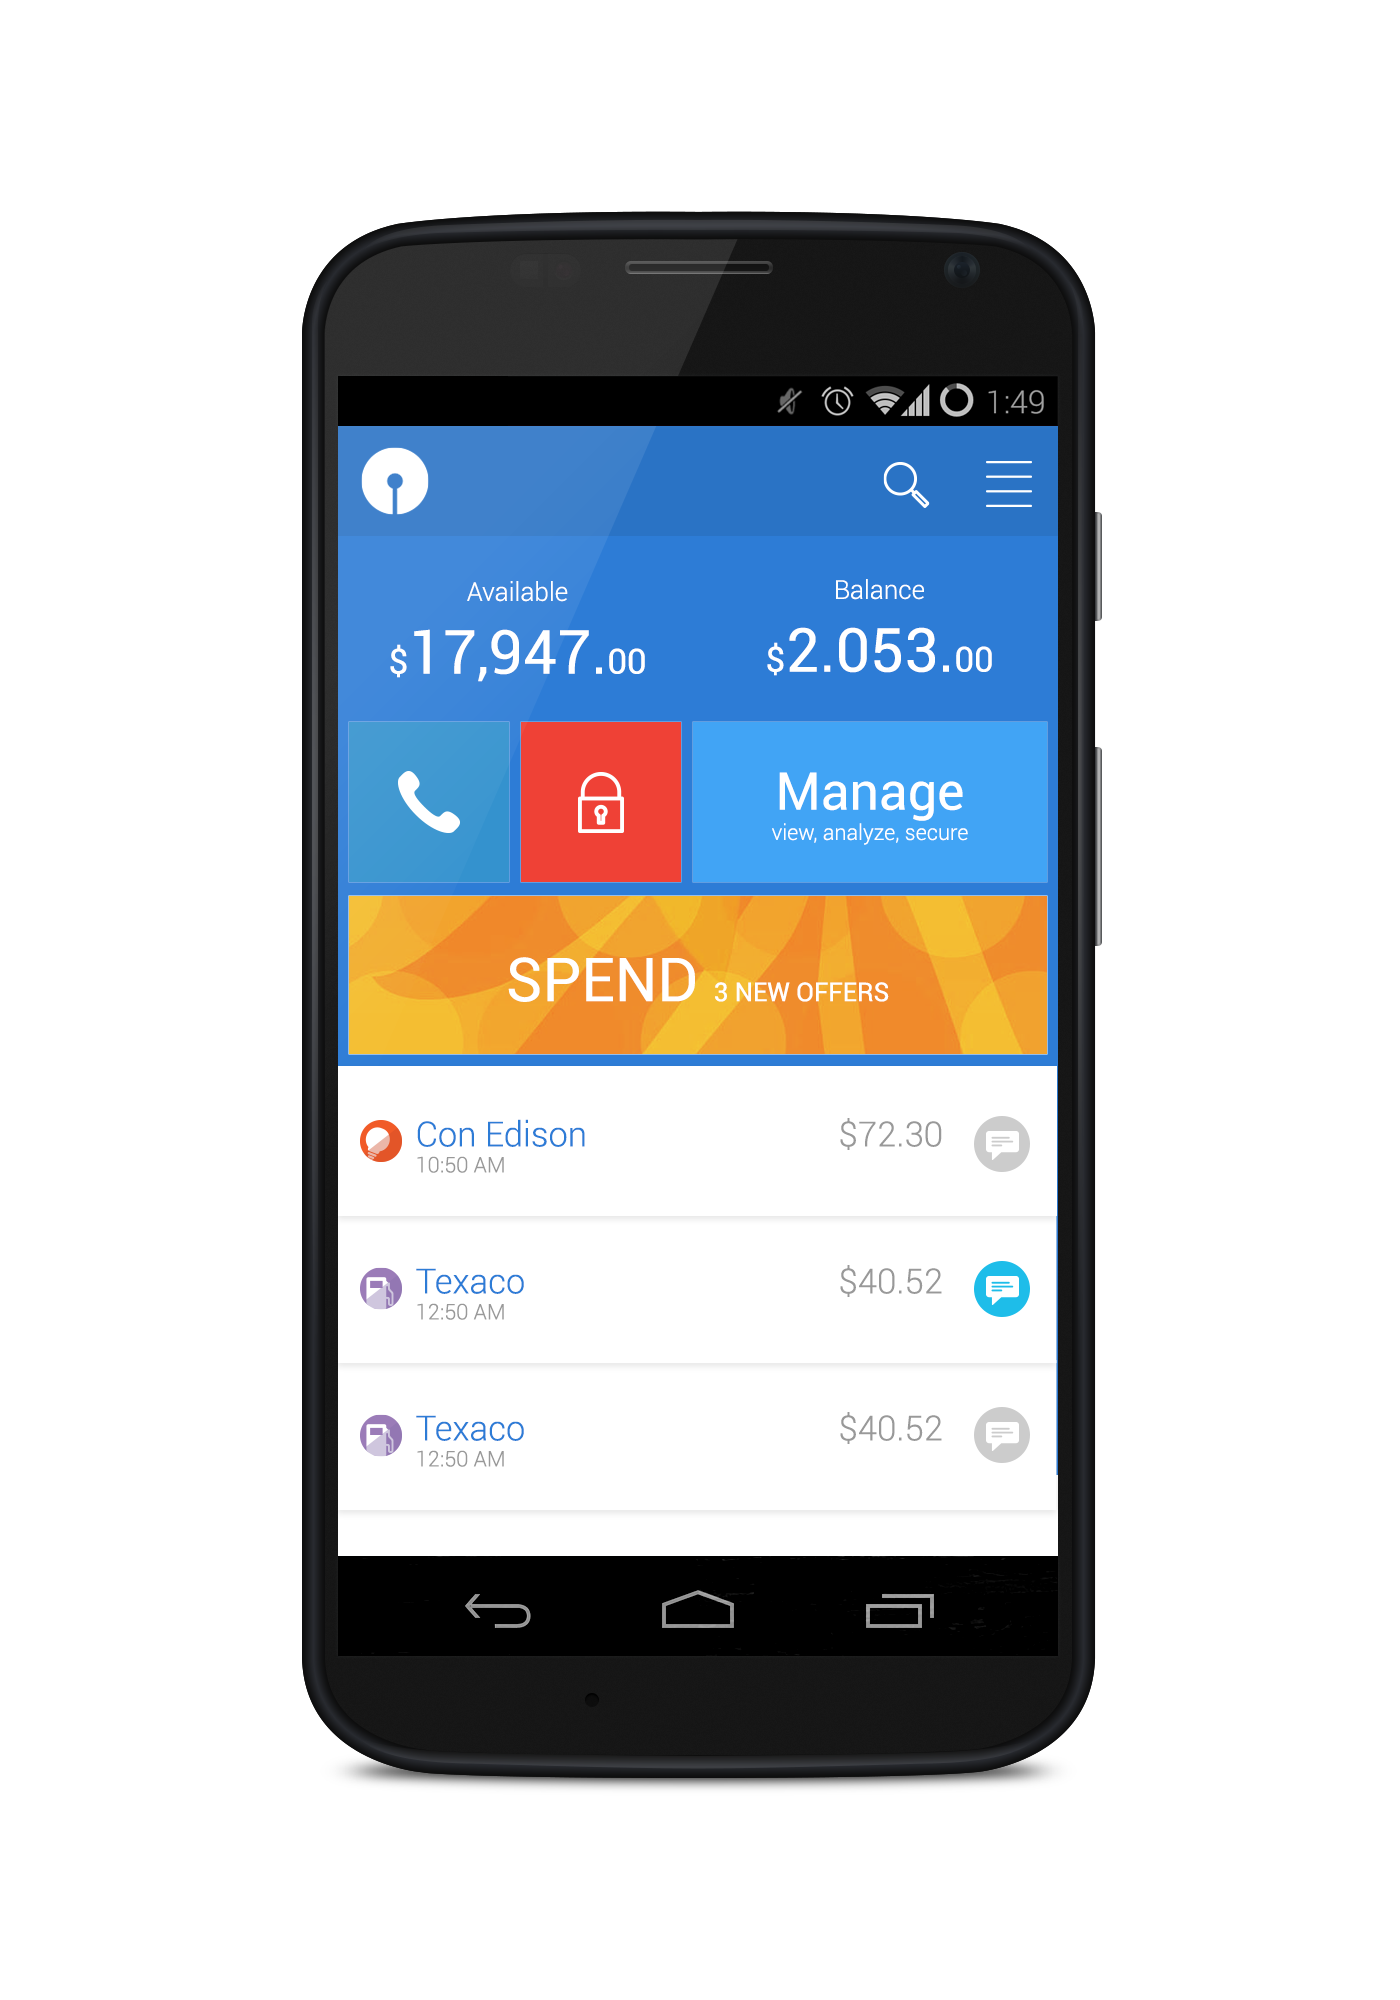 1:49
Available
Balance
$17,947.00
$2.053.00
Manage
view, analyze, secure
SPEND 3 NEW OFFERS
Con Edison
$72.30
10:50 AM
Texaco
$40.52
12:50 AM
Texaco
$40.52
12:50 AM